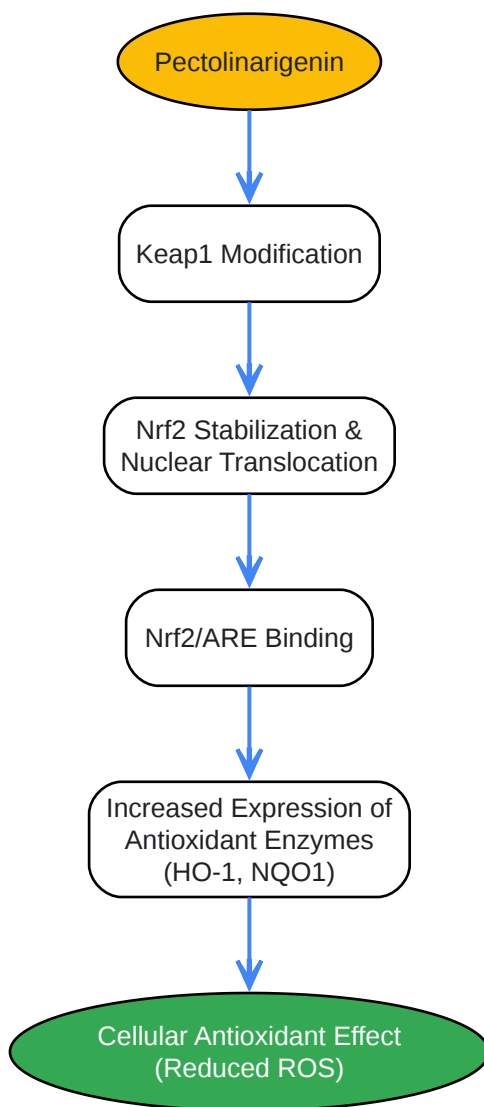 Pectolinarigenin
Keap1 Modification
Nrf2 Stabilization &
Nuclear Translocation
Nrf2/ARE Binding
Increased Expression of
Antioxidant Enzymes
(HO-1, NQO1)
Cellular Antioxidant Effect
(Reduced ROS)